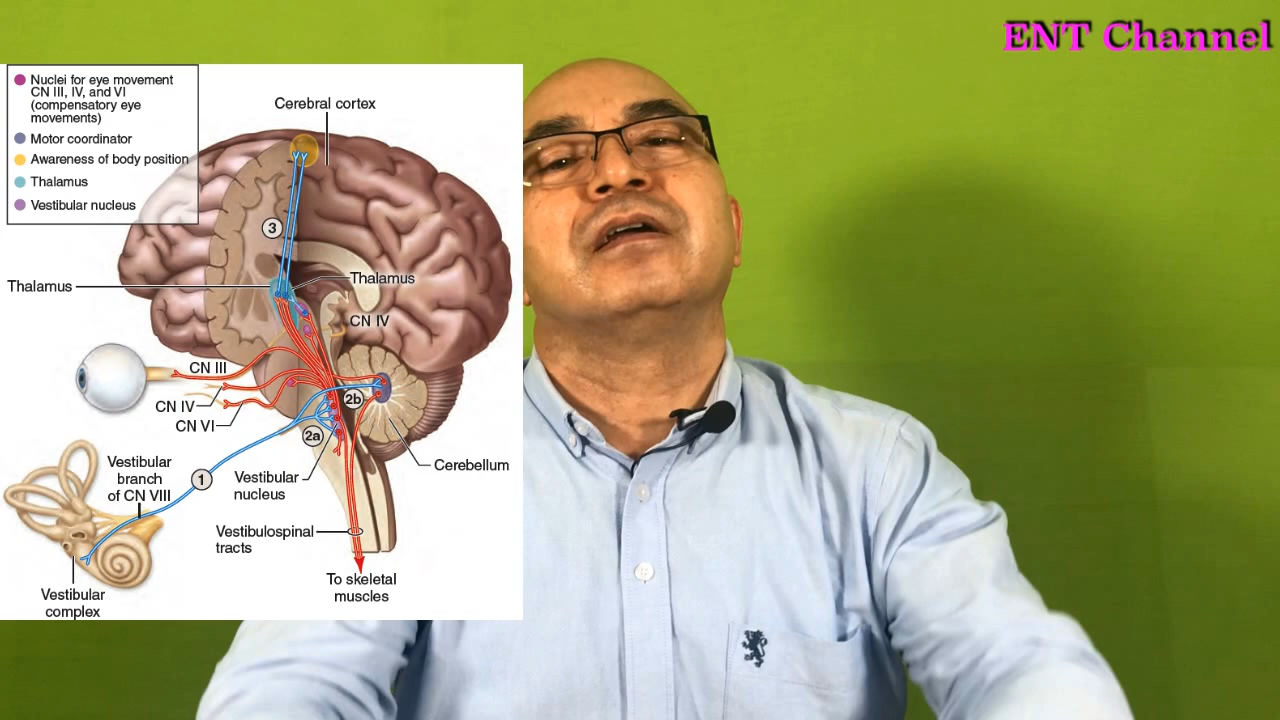 ENT Channel
Nuclei for eye movement
CN III, IV, and VI
(compensatory eye
movements)
Motor coordinator
Awareness of body position
Thalamus
Vestibular nucleus
Cerebral cortex
3
Thalamus
Thalamus
CN IV
CN III
CN IV
CN VI
2b
2a
Vestibular
branch
of CN VIII
1
Vestibular
nucleus
Cerebellum
Vestibulospinal
tracts
To skeletal
muscles
Vestibular
complex